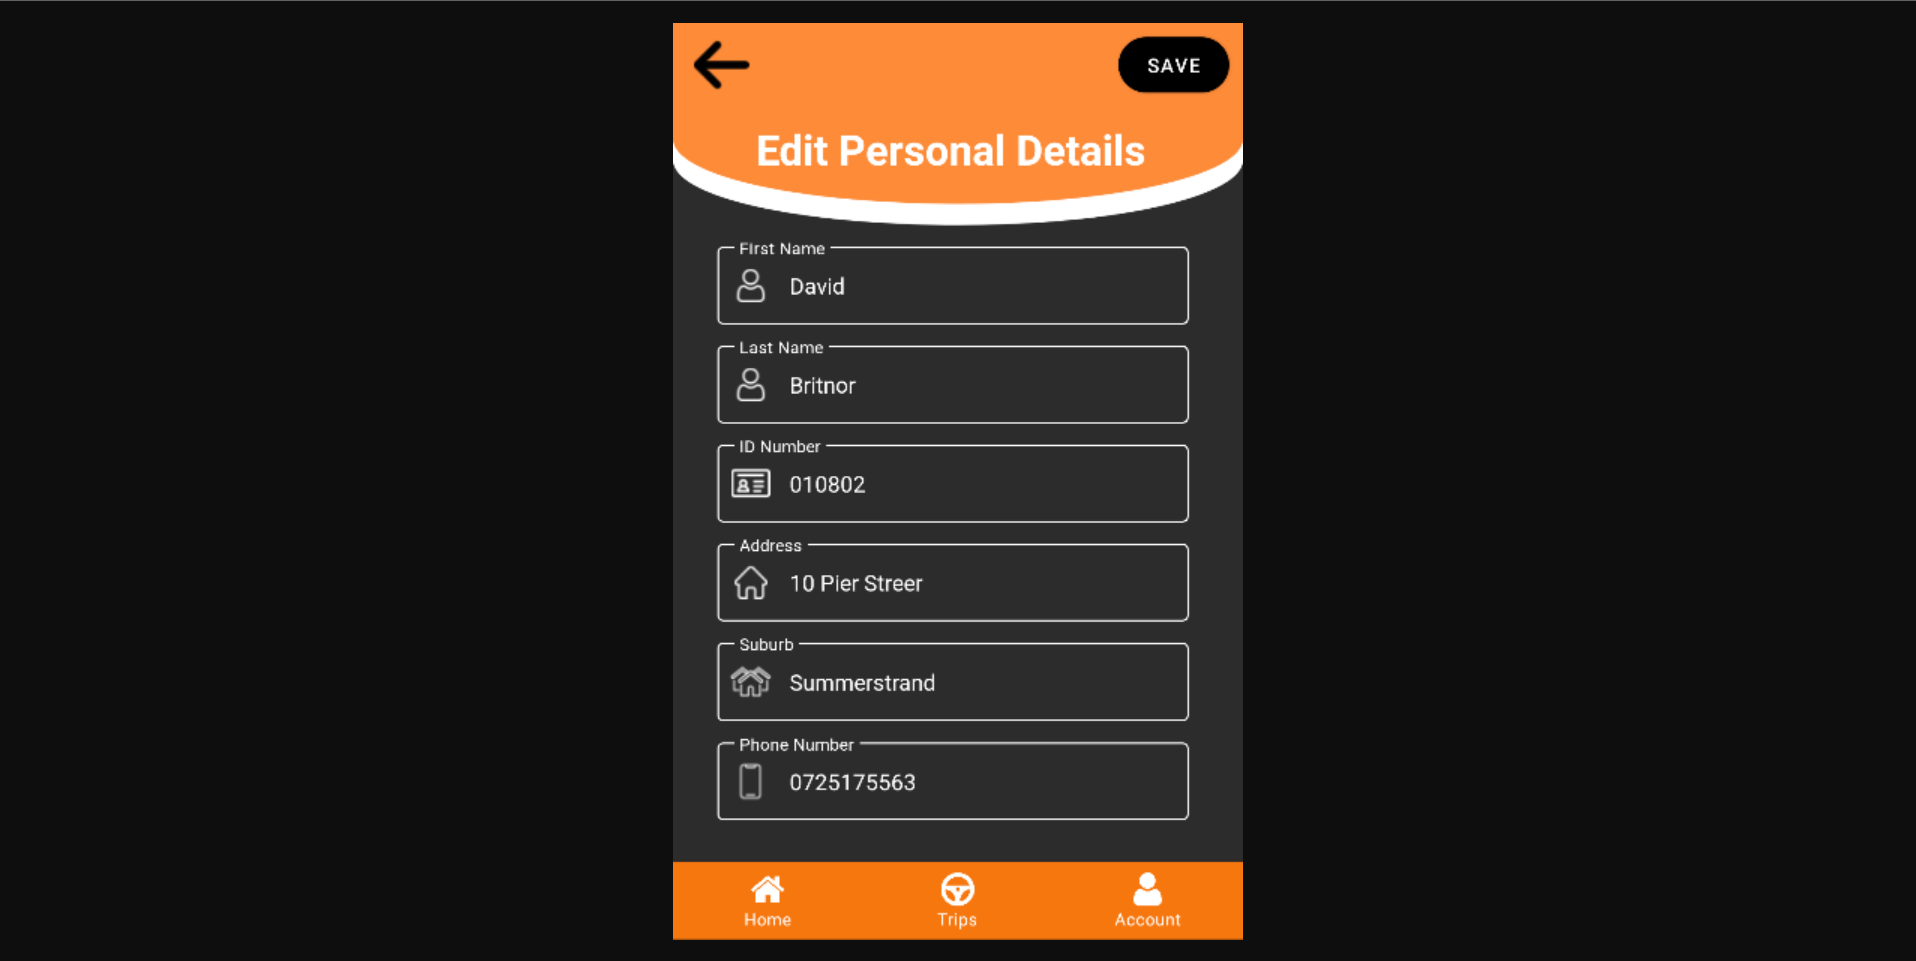 SAVE
Edit Personal Details
First Name
David
Last Name
Britnor
ID Number
010802
Address
10 Pier Streer
Suburb
Summerstrand
Phone Number
0725175563
Home
Trips
Account